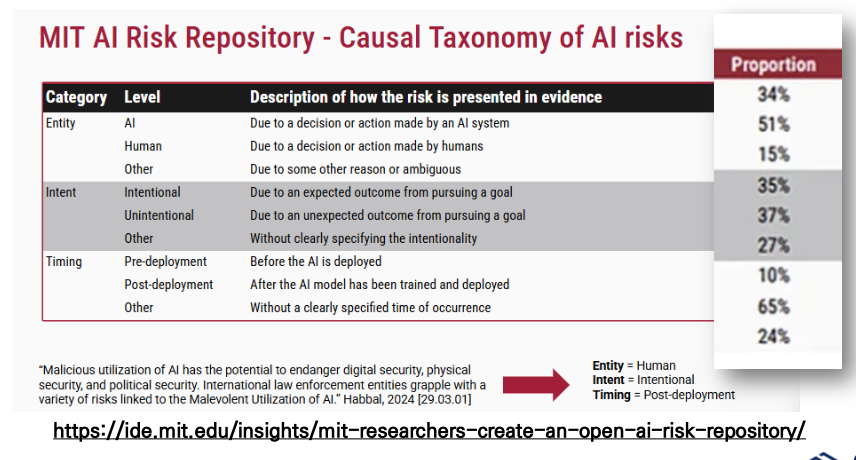 MIT AI Risk Repository - Causal Taxonomy of AI risks
Category Level Description of how the risk is presented in evidence Proportion
Entity AI Due to a decision or action made by an AI system 34%
Human Due to a decision or action made by humans 51%
Other Due to some other reason or ambiguous 15%
Intent Intentional Due to an expected outcome from pursuing a goal 35%
Unintentional Due to an unexpected outcome from pursuing a goal 37%
Other Without clearly specifying the intentionality 27%
Timing Pre-deployment Before the AI is deployed 10%
Post-deployment After the AI model has been trained and deployed 65%
Other Without a clearly specified time of occurrence 24%
“Malicious utilization of AI has the potential to endanger digital security, physical
security, and political security. International law enforcement entities grapple with a
variety of risks linked to the Malevolent Utilization of AI.” Habbal, 2024 [29.03.01]
Entity = Human
Intent = Intentional
Timing = Post-deployment
https://ide.mit.edu/insights/mit-researchers-create-an-open-ai-risk-repository/